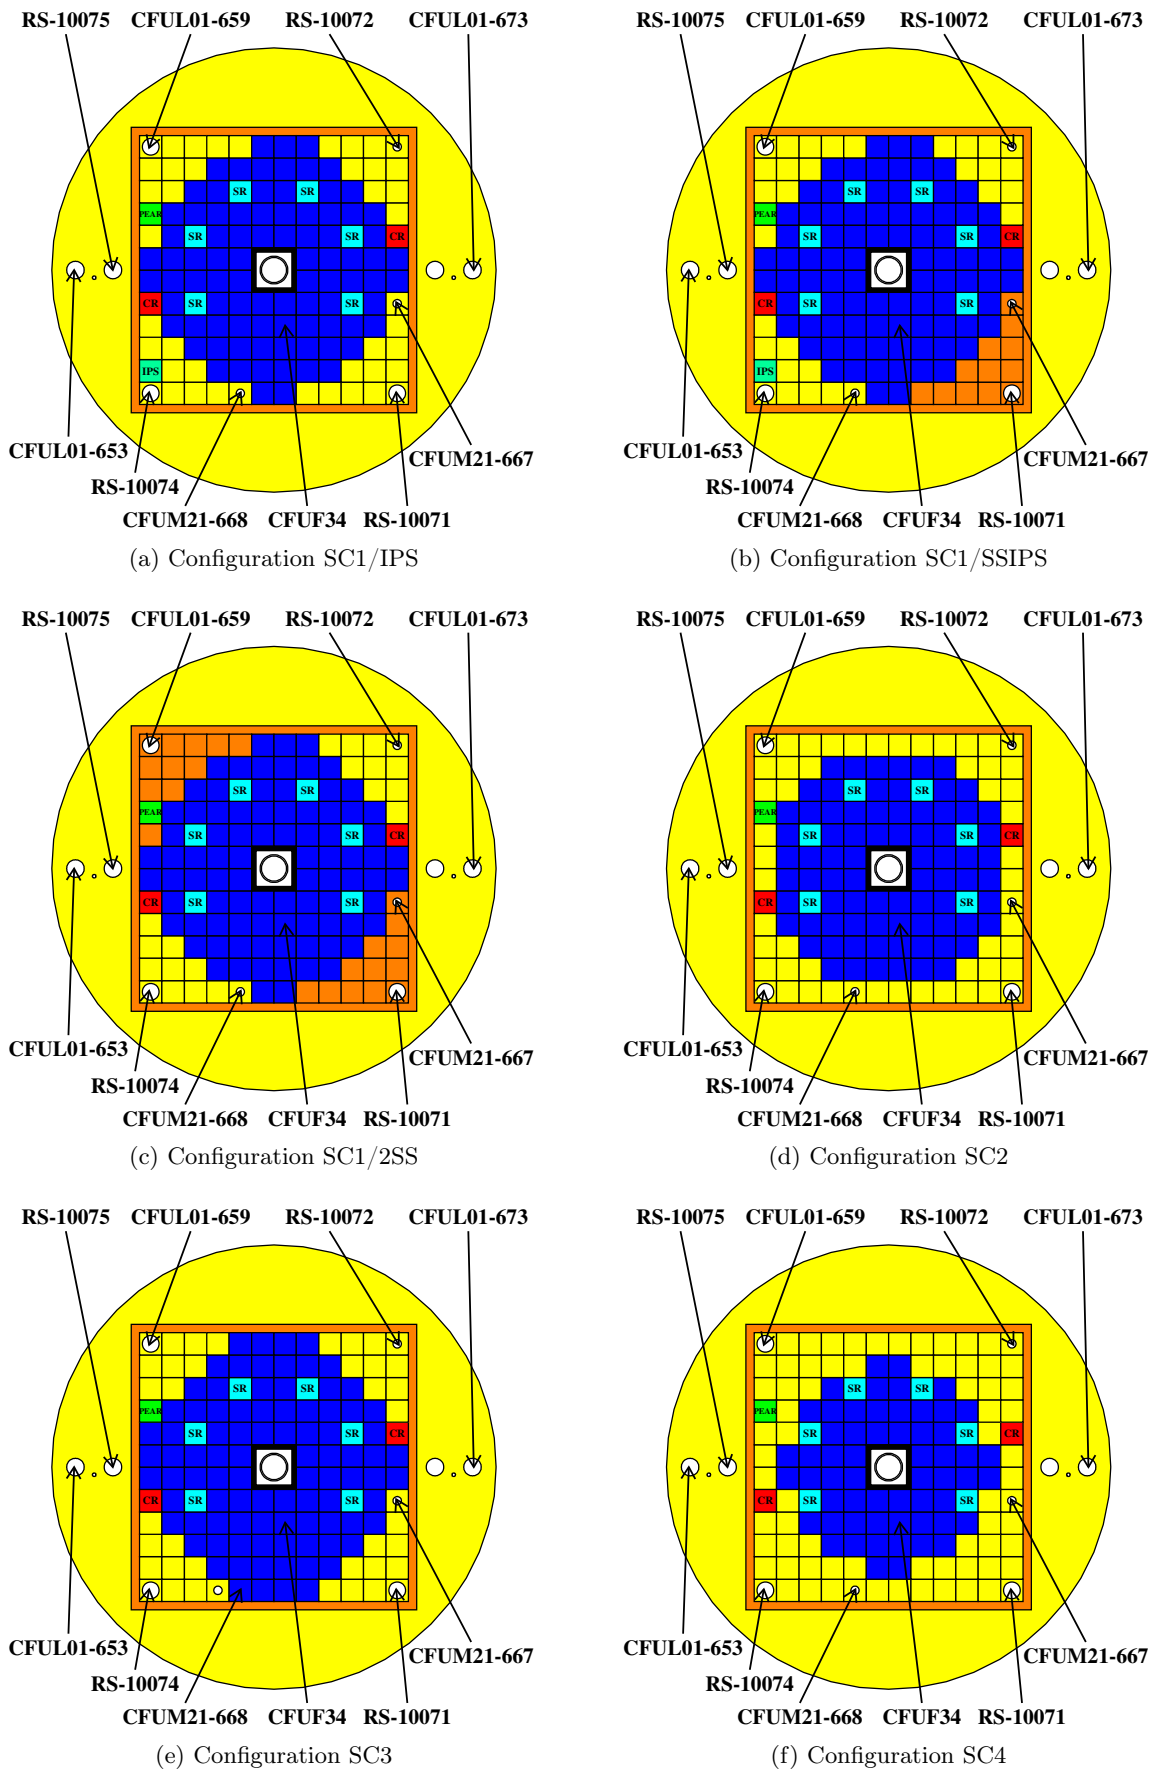 RS-10075 CFUL01-659 RS-10072 CFUL01-673
SR SR
PEAR
SR SR CR
CR SR SR
IPS
CFUL01-653 CFUM21-667
RS-10074
CFUM21-668 CFUF34 RS-10071
(a) Configuration SC1/IPS
RS-10075 CFUL01-659 RS-10072 CFUL01-673
SR SR
PEAR
SR SR CR
CR SR SR
IPS
CFUL01-653 CFUM21-667
RS-10074
CFUM21-668 CFUF34 RS-10071
(b) Configuration SC1/SSIPS
RS-10075 CFUL01-659 RS-10072 CFUL01-673
SR SR
PEAR
SR SR CR
CR SR SR
CFUL01-653 CFUM21-667
RS-10074
CFUM21-668 CFUF34 RS-10071
(c) Configuration SC1/2SS
RS-10075 CFUL01-659 RS-10072 CFUL01-673
SR SR
PEAR
SR SR CR
CR SR SR
CFUL01-653 CFUM21-667
RS-10074
CFUM21-668 CFUF34 RS-10071
(d) Configuration SC2
RS-10075 CFUL01-659 RS-10072 CFUL01-673
SR SR
PEAR
SR SR CR
CR SR SR
CFUL01-653 CFUM21-667
RS-10074
CFUM21-668 CFUF34 RS-10071
(e) Configuration SC3
RS-10075 CFUL01-659 RS-10072 CFUL01-673
SR SR
PEAR
SR SR CR
CR SR SR
CFUL01-653 CFUM21-667
RS-10074
CFUM21-668 CFUF34 RS-10071
(f) Configuration SC4